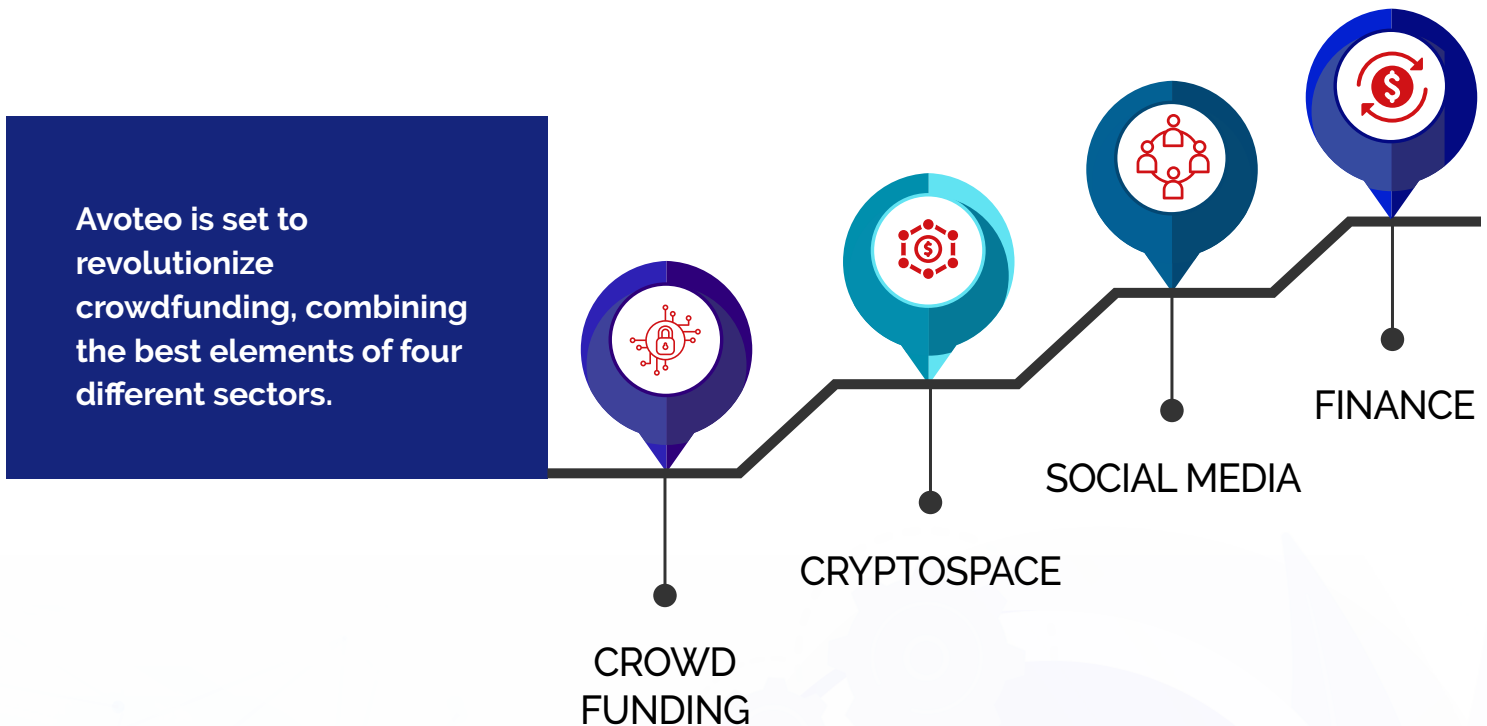 Avoteo is set to
revolutionize
crowdfunding, combining
the best elements of four
different sectors.
FINANCE
SOCIAL MEDIA
CRYPTOSPACE
CROWD
FUNDING